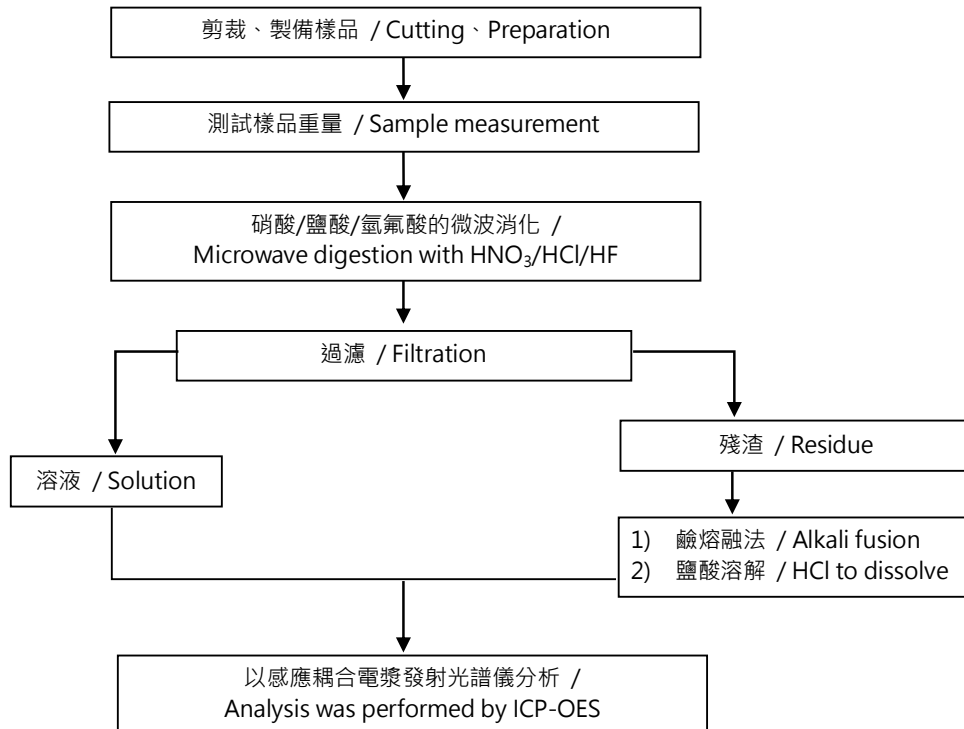 剪裁、製備樣品 / Cutting、Preparation
測試樣品重量 / Sample measurement
硝酸/鹽酸/氫氟酸的微波消化 /
Microwave digestion with HNO₃/HCl/HF
過濾 / Filtration
溶液 / Solution
殘渣 / Residue
1) 鹼熔融法 / Alkali fusion
2) 鹽酸溶解 / HCl to dissolve
以感應耦合電漿發射光譜儀分析 /
Analysis was performed by ICP-OES